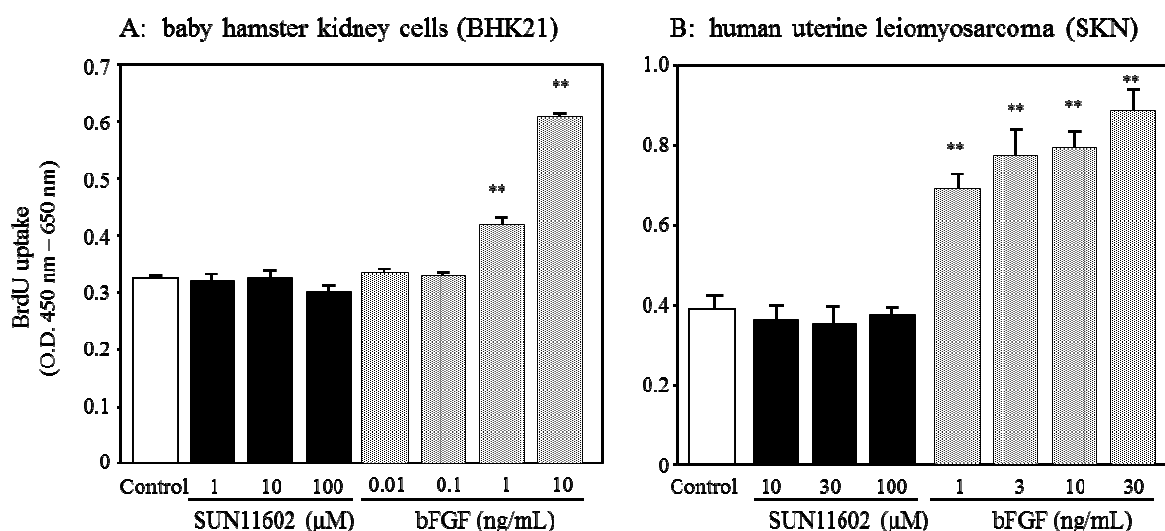 A: baby hamster kidney cells (BHK21)
B: human uterine leiomyosarcoma (SKN)
BrdU uptake
(O.D. 450 nm – 650 nm)
0.7
0.6
0.5
0.4
0.3
0.2
0.1
0
** **
Control 1 10 100 0.01 0.1 1 10
SUN11602 (μM) bFGF (ng/mL)
1.0
0.8
0.6
0.4
0.2
0
** ** ** **
Control 10 30 100 1 3 10 30
SUN11602 (μM) bFGF (ng/mL)